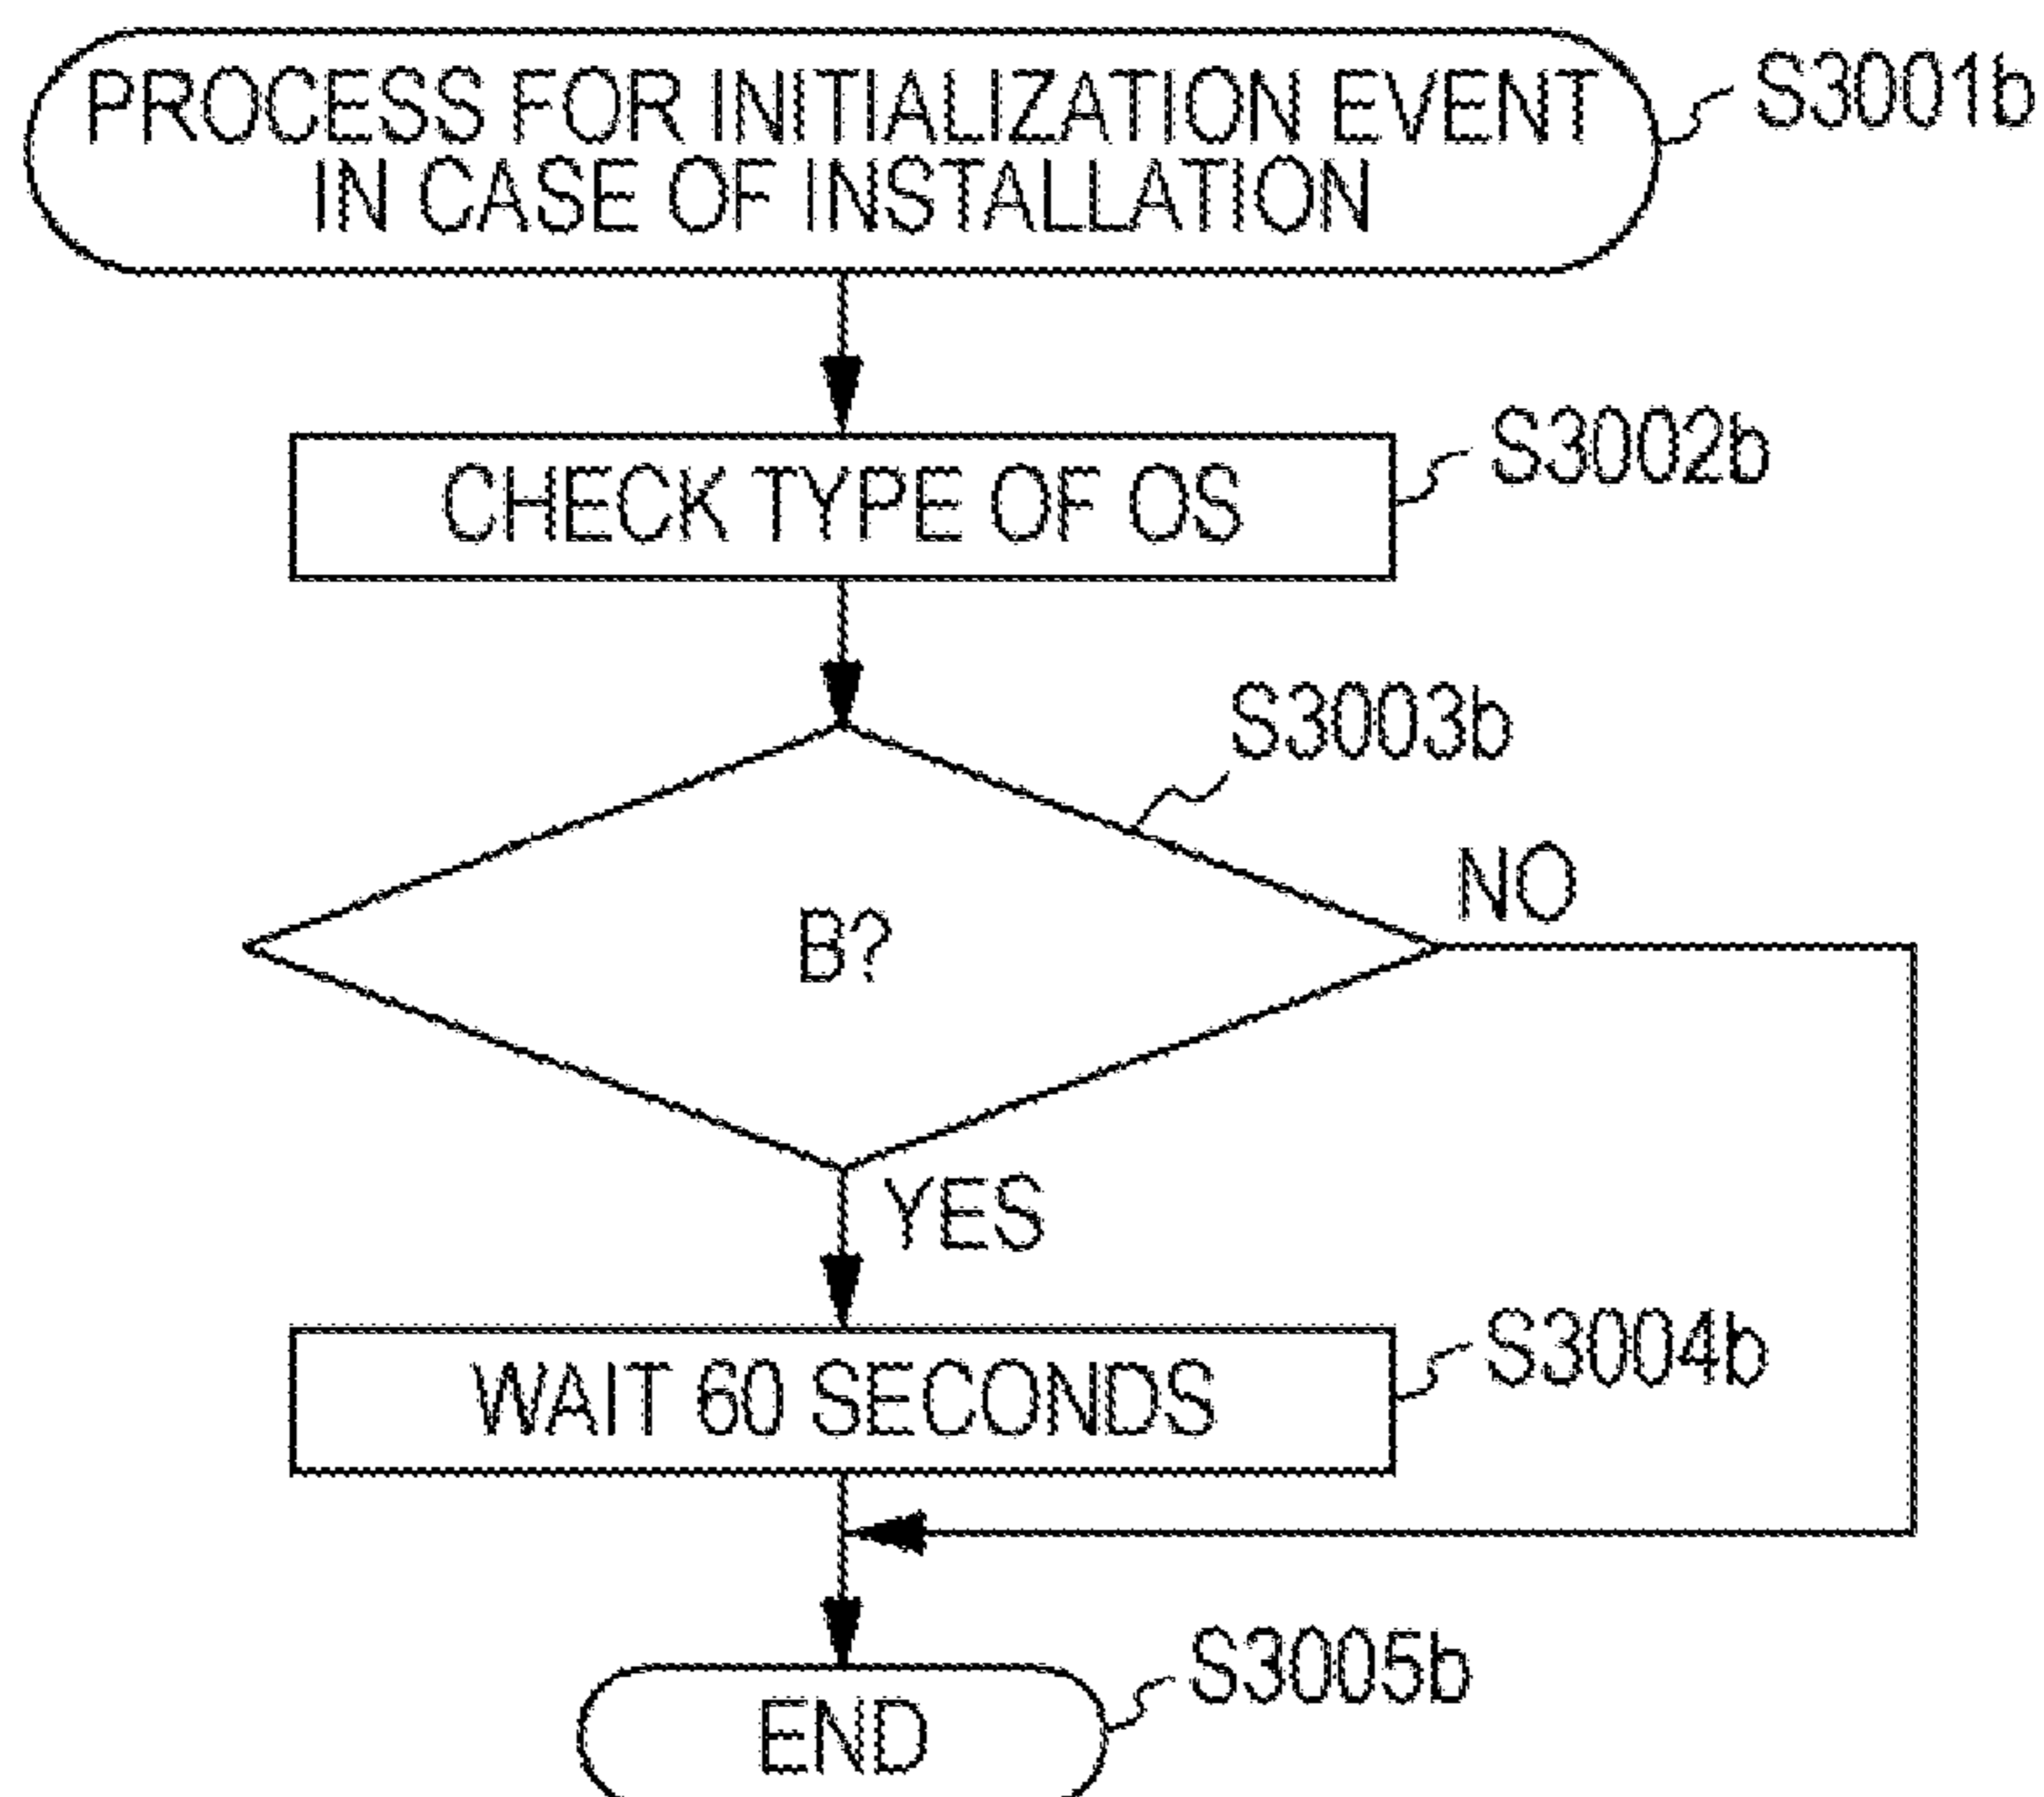 PROCESS FOR INITIALIZATION EVENT
IN CASE OF INSTALLATION
S3001b
CHECK TYPE OF OS
S3002b
S3003b
B?
NO
YES
WAIT 60 SECONDS
S3004b
END
S3005b